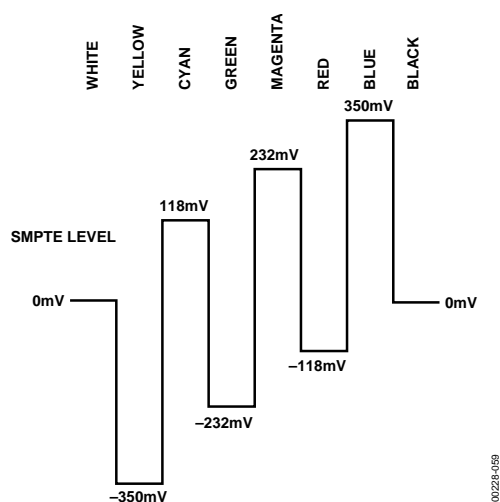 WHITE
YELLOW
CYAN
GREEN
MAGENTA
RED
BLUE
BLACK
350mV
232mV
118mV
SMPTE LEVEL
0mV
0mV
–118mV
–232mV
–350mV
00228-059